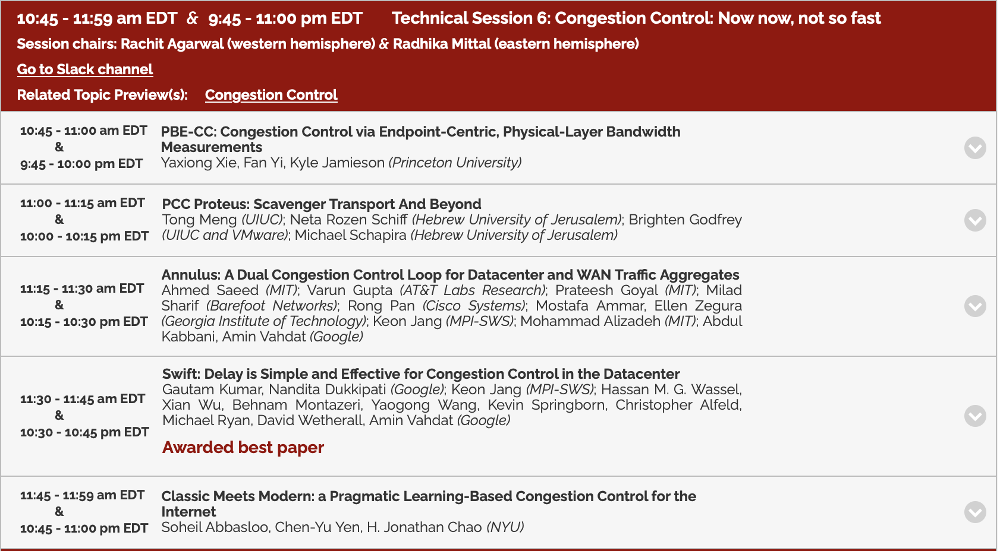 10:45 - 11:59 am EDT & 9:45 - 11:00 pm EDT Technical Session 6: Congestion Control: Now now, not so fast
Session chairs: Rachit Agarwal (western hemisphere) & Radhika Mittal (eastern hemisphere)
Go to Slack channel
Related Topic Preview(s): Congestion Control
10:45 - 11:00 am EDT
&
9:45 - 10:00 pm EDT
PBE-CC: Congestion Control via Endpoint-Centric, Physical-Layer Bandwidth
Measurements
Yaxiong Xie, Fan Yi, Kyle Jamieson (Princeton University)
11:00 - 11:15 am EDT
&
10:00 - 10:15 pm EDT
PCC Proteus: Scavenger Transport And Beyond
Tong Meng (UIUC); Neta Rozen Schiff (Hebrew University of Jerusalem); Brighten Godfrey
(UIUC and VMware); Michael Schapira (Hebrew University of Jerusalem)
11:15 - 11:30 am EDT
&
10:15 - 10:30 pm EDT
Annulus: A Dual Congestion Control Loop for Datacenter and WAN Traffic Aggregates
Ahmed Saeed (MIT); Varun Gupta (AT&T Labs Research); Prateesh Goyal (MIT); Milad
Sharif (Barefoot Networks); Rong Pan (Cisco Systems); Mostafa Ammar, Ellen Zegura
(Georgia Institute of Technology); Keon Jang (MPI-SWS); Mohammad Alizadeh (MIT); Abdul
Kabbani, Amin Vahdat (Google)
11:30 - 11:45 am EDT
&
10:30 - 10:45 pm EDT
Swift: Delay is Simple and Effective for Congestion Control in the Datacenter
Gautam Kumar, Nandita Dukkipati (Google); Keon Jang (MPI-SWS); Hassan M. G. Wassel,
Xian Wu, Behnam Montazeri, Yaogong Wang, Kevin Springborn, Christopher Alfeld,
Michael Ryan, David Wetherall, Amin Vahdat (Google)
Awarded best paper
11:45 - 11:59 am EDT
&
10:45 - 11:00 pm EDT
Classic Meets Modern: a Pragmatic Learning-Based Congestion Control for the
Internet
Soheil Abbasloo, Chen-Yu Yen, H. Jonathan Chao (NYU)